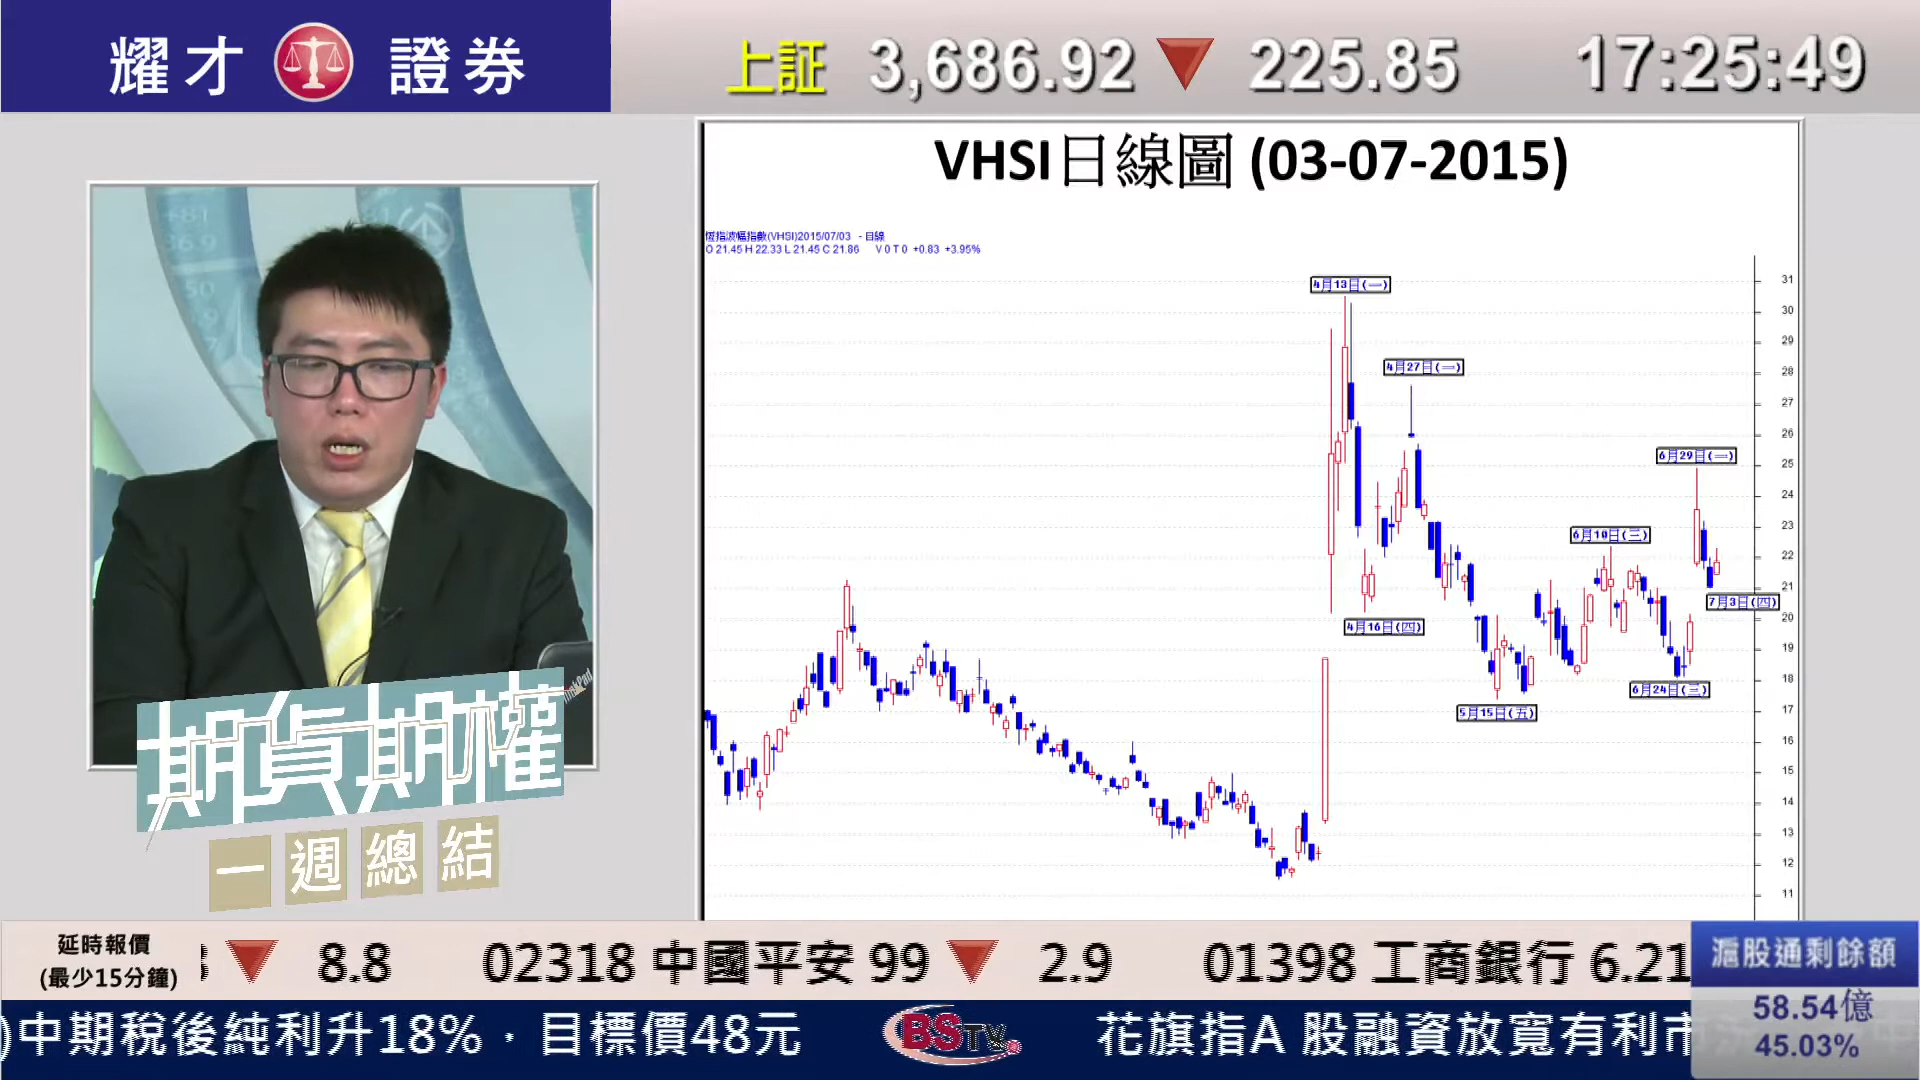 耀才 證券
上証 3,686.92 ▼ 225.85 17:25:49
VHSI日線圖 (03-07-2015)
恆指波幅指數(VHSI)2015/07/03 - 日線
O 21.45 H 22.33 L 21.45 C 21.86 V 0 T 0 +0.83 +3.95%
4月13日(一)
4月27日(一)
6月29日(一)
6月10日(三)
7月3日(四)
4月16日(四)
6月24日(三)
5月15日(五)
31
30
29
28
27
26
25
24
23
22
21
20
19
18
17
16
15
14
13
12
11
ThinkPad
期貨期權
一週總結
延時報價
(最少15分鐘)
▼ 8.8 02318 中國平安 99 ▼ 2.9 01398 工商銀行 6.21
滬股通剩餘額
58.54億
45.03%
)中期稅後純利升18%，目標價48元 BSTV 花旗指A 股融資放寬有利市